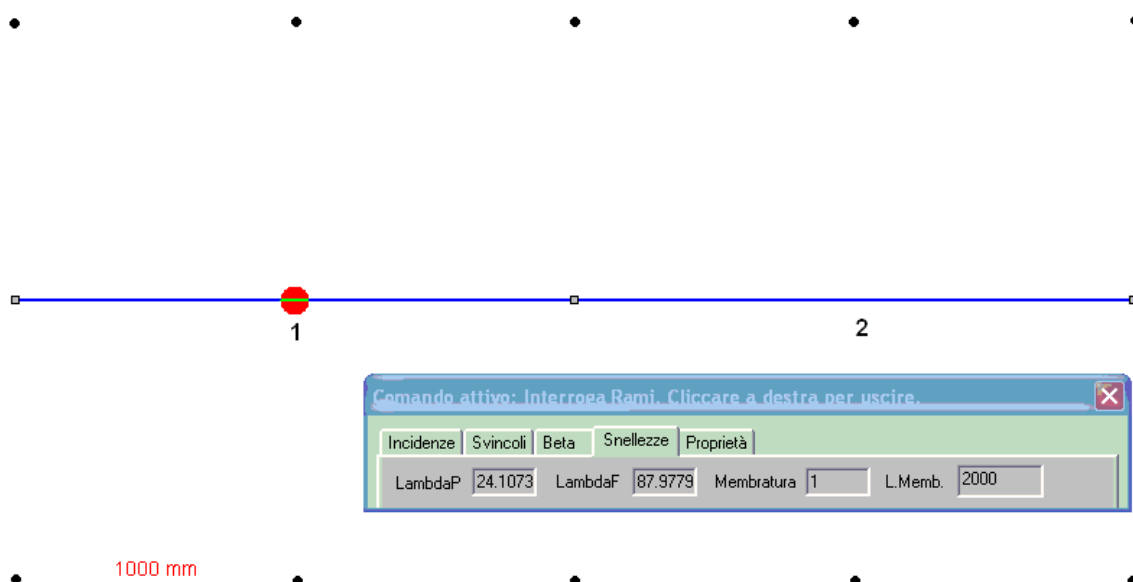 1
2
Comando attivo: Interroga Rami. Cliccare a destra per uscire.
Incidenze Svincoli Beta Snellezze Proprietà
LambdaP 24.1073 LambdaF 87.9779 Membratura 1 L.Memb. 2000
1000 mm